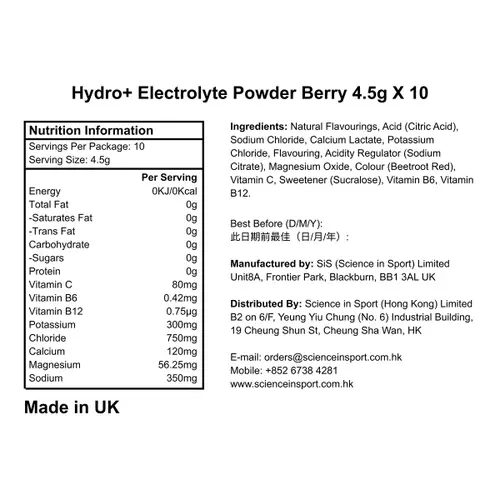 Hydro+ Electrolyte Powder Berry 4.5g X 10
Nutrition Information
Servings Per Package: 10
Serving Size: 4.5g
Per Serving
Energy 0KJ/0Kcal
Total Fat 0g
-Saturates Fat 0g
-Trans Fat 0g
Carbohydrate 0g
-Sugars 0g
Protein 0g
Vitamin C 80mg
Vitamin B6 0.42mg
Vitamin B12 0.75µg
Potassium 300mg
Chloride 750mg
Calcium 120mg
Magnesium 56.25mg
Sodium 350mg
Made in UK
Ingredients: Natural Flavourings, Acid (Citric Acid),
Sodium Chloride, Calcium Lactate, Potassium
Chloride, Flavouring, Acidity Regulator (Sodium
Citrate), Magnesium Oxide, Colour (Beetroot Red),
Vitamin C, Sweetener (Sucralose), Vitamin B6, Vitamin
B12.
Best Before (D/M/Y):
此日期前最佳（日/月/年）:
Manufactured by: SiS (Science in Sport) Limited
Unit8A, Frontier Park, Blackburn, BB1 3AL UK
Distributed By: Science in Sport (Hong Kong) Limited
B2 on 6/F, Yeung Yiu Chung (No. 6) Industrial Building,
19 Cheung Shun St, Cheung Sha Wan, HK
E-mail: orders@scienceinsport.com.hk
Mobile: +852 6738 4281
www.scienceinsport.com.hk